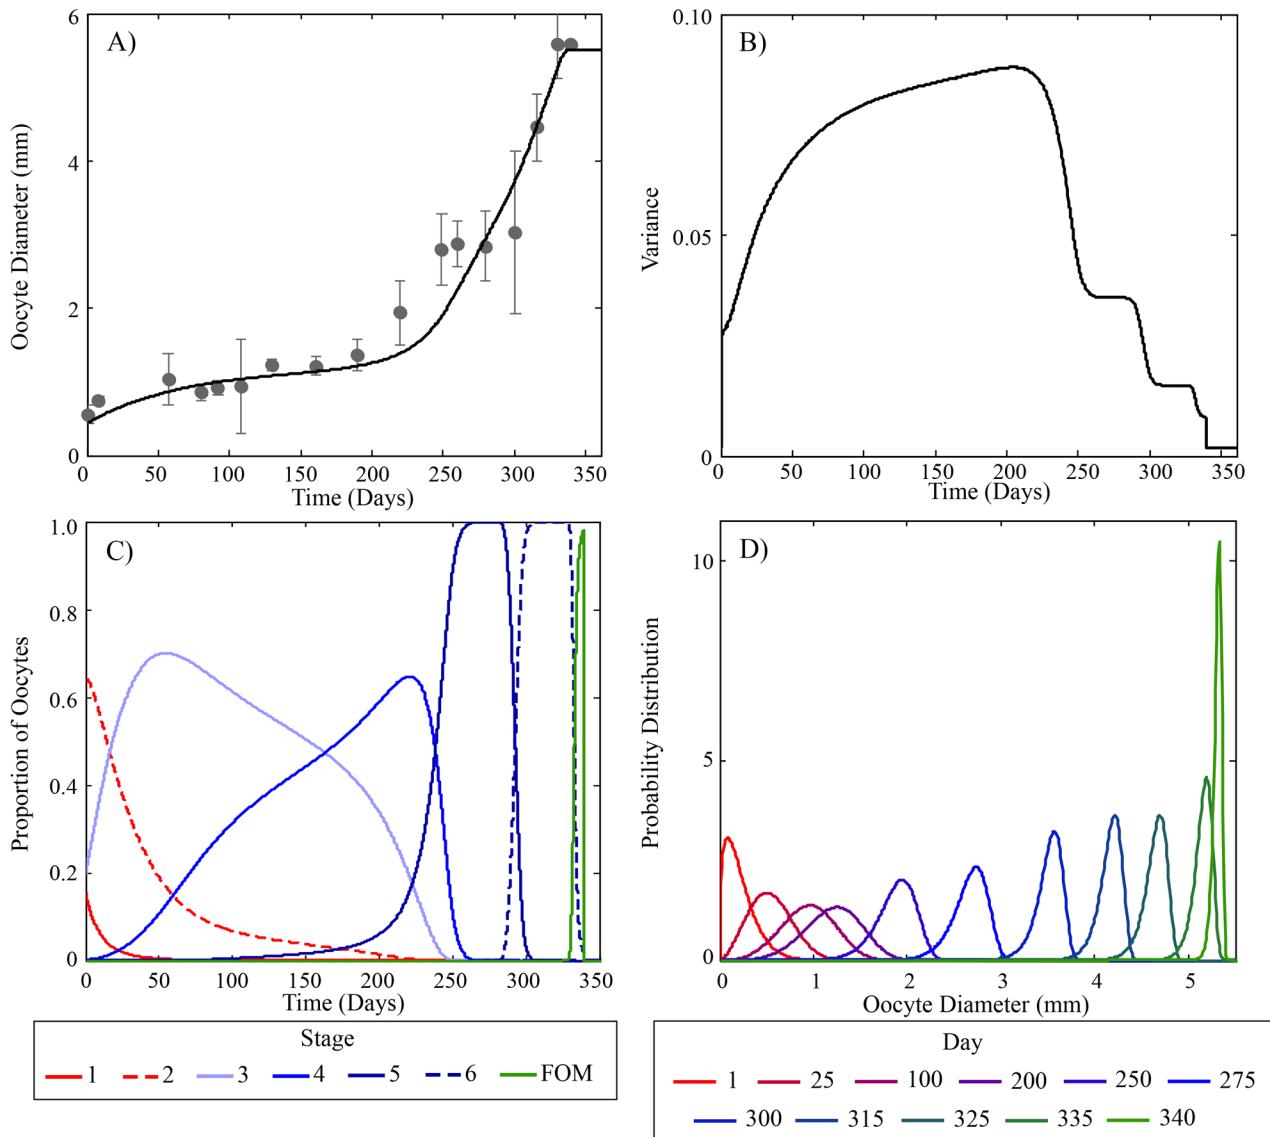 A)
Oocyte Diameter (mm)
6
4
2
0
0 50 100 150 200 250 300 350
Time (Days)
B)
Variance
0.10
0.05
0
0 50 100 150 200 250 300 350
Time (Days)
C)
Proportion of Oocytes
1.0
0.8
0.6
0.4
0.2
0
0 50 100 150 200 250 300 350
Time (Days)
D)
Probability Distribution
10
5
0
0 1 2 3 4 5
Oocyte Diameter (mm)
Stage
1 2 3 4 5 6 FOM
Day
1 25 100 200 250 275
300 315 325 335 340